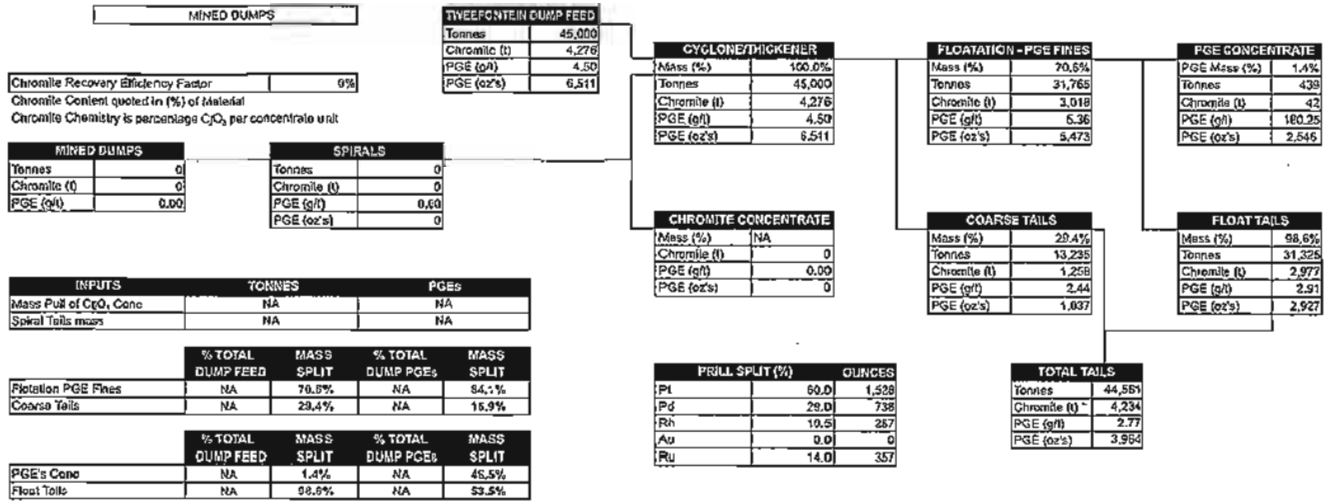 MINED DUMPS
TWEEFONTEIN DUMP FEED
Tonnes 45,000
Chromite (t) 4,276
PGE (g/t) 4.50
PGE (oz's) 6,511
Chromite Recovery Efficiency Factor 0%
Chromite Content quoted in (%) of Material
Chromite Chemistry is percentage CrO, per concentrate unit
MINED DUMPS
Tonnes 0
Chromite (t) 0
PGE (g/t) 0.00
SPIRALS
Tonnes 0
Chromite (t) 0
PGE (g/t) 0.00
PGE (oz's) 0
CYCLONE/THICKENER
Mass (%) 100.0%
Tonnes 45,000
Chromite (t) 4,276
PGE (g/t) 4.50
PGE (oz's) 6.511
FLOATATION - PGE FINES
Mass (%) 70.6%
Tonnes 31,765
Chromite (t) 3,018
PGE (g/t) 5.36
PGE (oz's) 5,473
PGE CONCENTRATE
PGE Mass (%) 1.4%
Tonnes 439
Chromite (t) 42
PGE (g/t) 180.25
PGE (oz's) 2,546
CHROMITE CONCENTRATE
Mass (%) NA
Chromite (t) 0
PGE (g/t) 0.00
PGE (oz's) 0
COARSE TAILS
Mass (%) 29.4%
Tonnes 13,235
Chromite (t) 1,258
PGE (g/t) 2.44
PGE (oz's) 1,037
FLOAT TAILS
Mass (%) 98,6%
Tonnes 31,325
Chromite (t) 2,977
PGE (g/t) 2.91
PGE (oz's) 2,927
INPUTS TONNES PGEs
Mass Pull of Conc NA NA
Spiral Tails mass NA NA
% TOTAL DUMP FEED MASS SPLIT % TOTAL DUMP PGEs MASS SPLIT
Flotation PGE Fines NA 70.6% NA 84.1%
Coarse Tails NA 29.4% NA 15.9%
% TOTAL DUMP FEED MASS SPLIT % TOTAL DUMP PGEs MASS SPLIT
PGE's Conc NA 1.4% NA 46.5%
Float Tails NA 98.6% NA 53.5%
PRILL SPLIT (%) OUNCES
Pt 60.0 1,528
Pd 29.0 738
Rh 10.5 267
Au 0.0 0
Ru 14.0 357
TOTAL TAILS
Tonnes 44,561
Chromite (t) 4,234
PGE (g/t) 2.77
PGE (oz's) 3,964